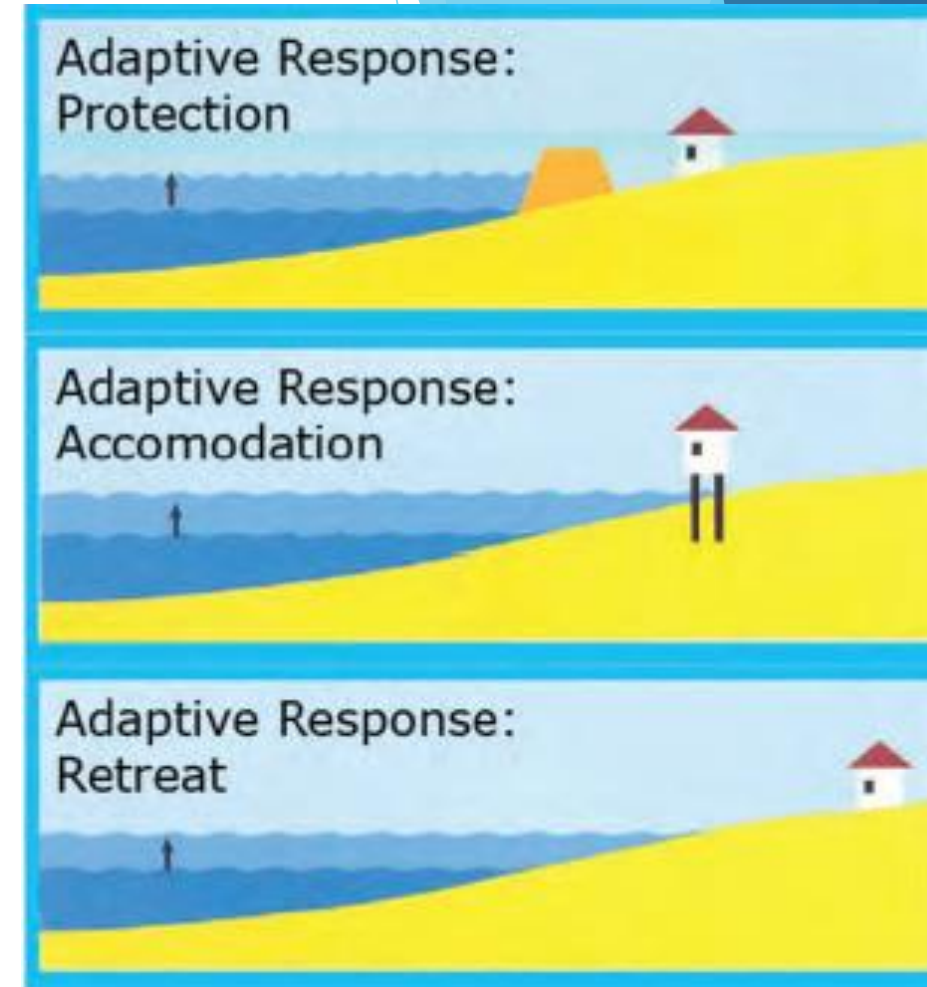 Adaptive Response:
Protection
Adaptive Response:
Accomodation
Adaptive Response:
Retreat